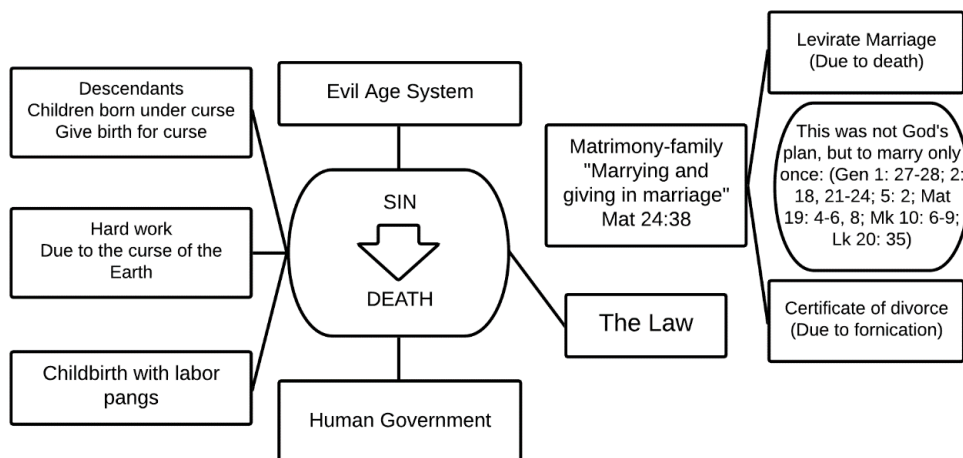 Descendants
Children born under curse
Give birth for curse
Hard work
Due to the curse of the
Earth
Childbirth with labor
pangs
Evil Age System
SIN
DEATH
Human Government
The Law
Matrimony-family
"Marrying and
giving in marriage"
Mat 24:38
Levirate Marriage
(Due to death)
This was not God's
plan, but to marry only
once: (Gen 1: 27-28; 2:
18, 21-24; 5: 2; Mat
19: 4-6, 8; Mk 10: 6-9;
Lk 20: 35)
Certificate of divorce
(Due to fornication)